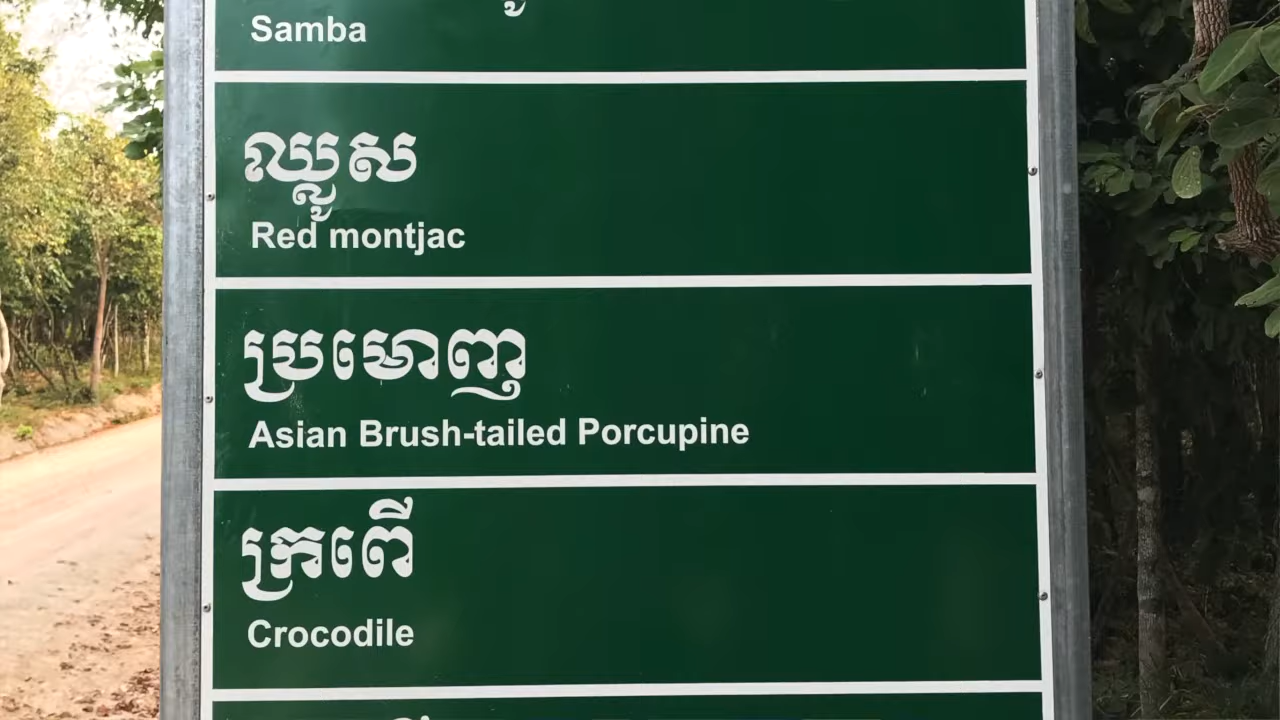 Samba
ឈ្លូស
Red montjac
ប្រមោញ
Asian Brush-tailed Porcupine
ក្រពើ
Crocodile